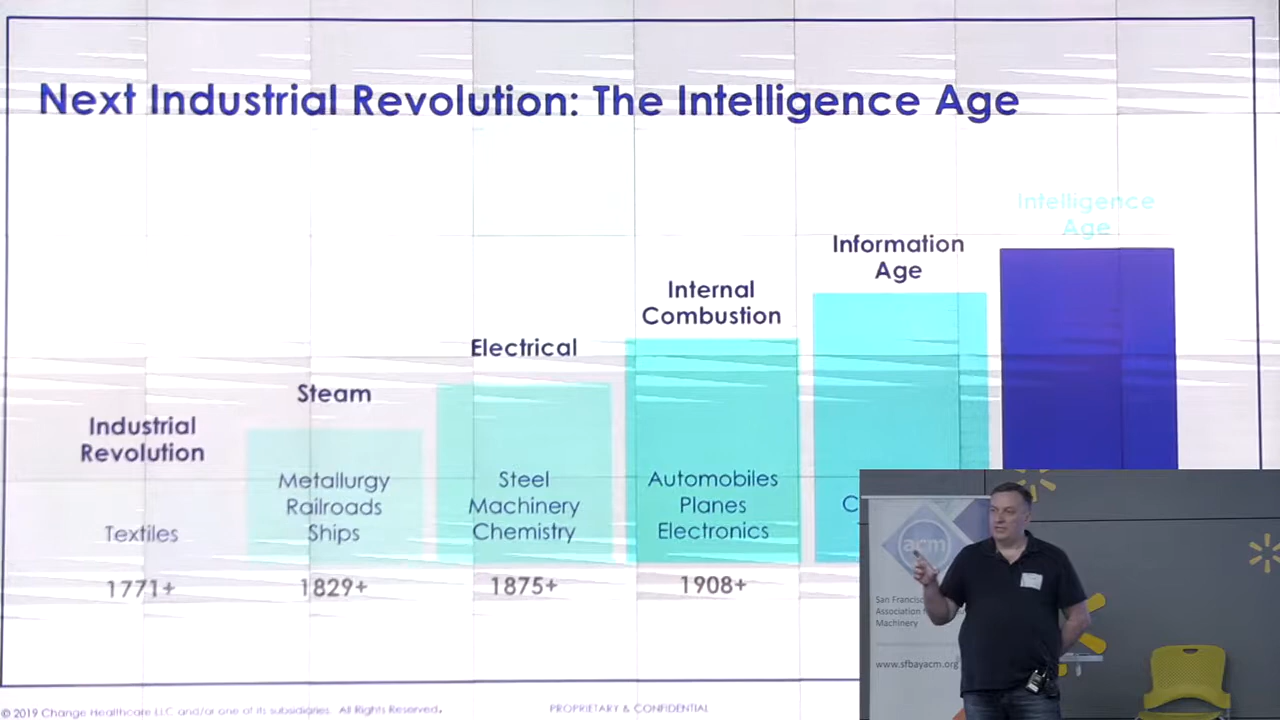 Next Industrial Revolution: The Intelligence Age
Intelligence
Age
Information
Age
Internal
Combustion
Electrical
Steam
Industrial
Revolution
Textiles
Metallurgy
Railroads
Ships
Steel
Machinery
Chemistry
Automobiles
Planes
Electronics
1771+
1829+
1875+
1908+
acm
San
Association
Machinery
www.sfbayacm.org
© 2019 Change Healthcare LLC and/or one of its subsidiaries. All Rights Reserved.
PROPRIETARY & CONFIDENTIAL